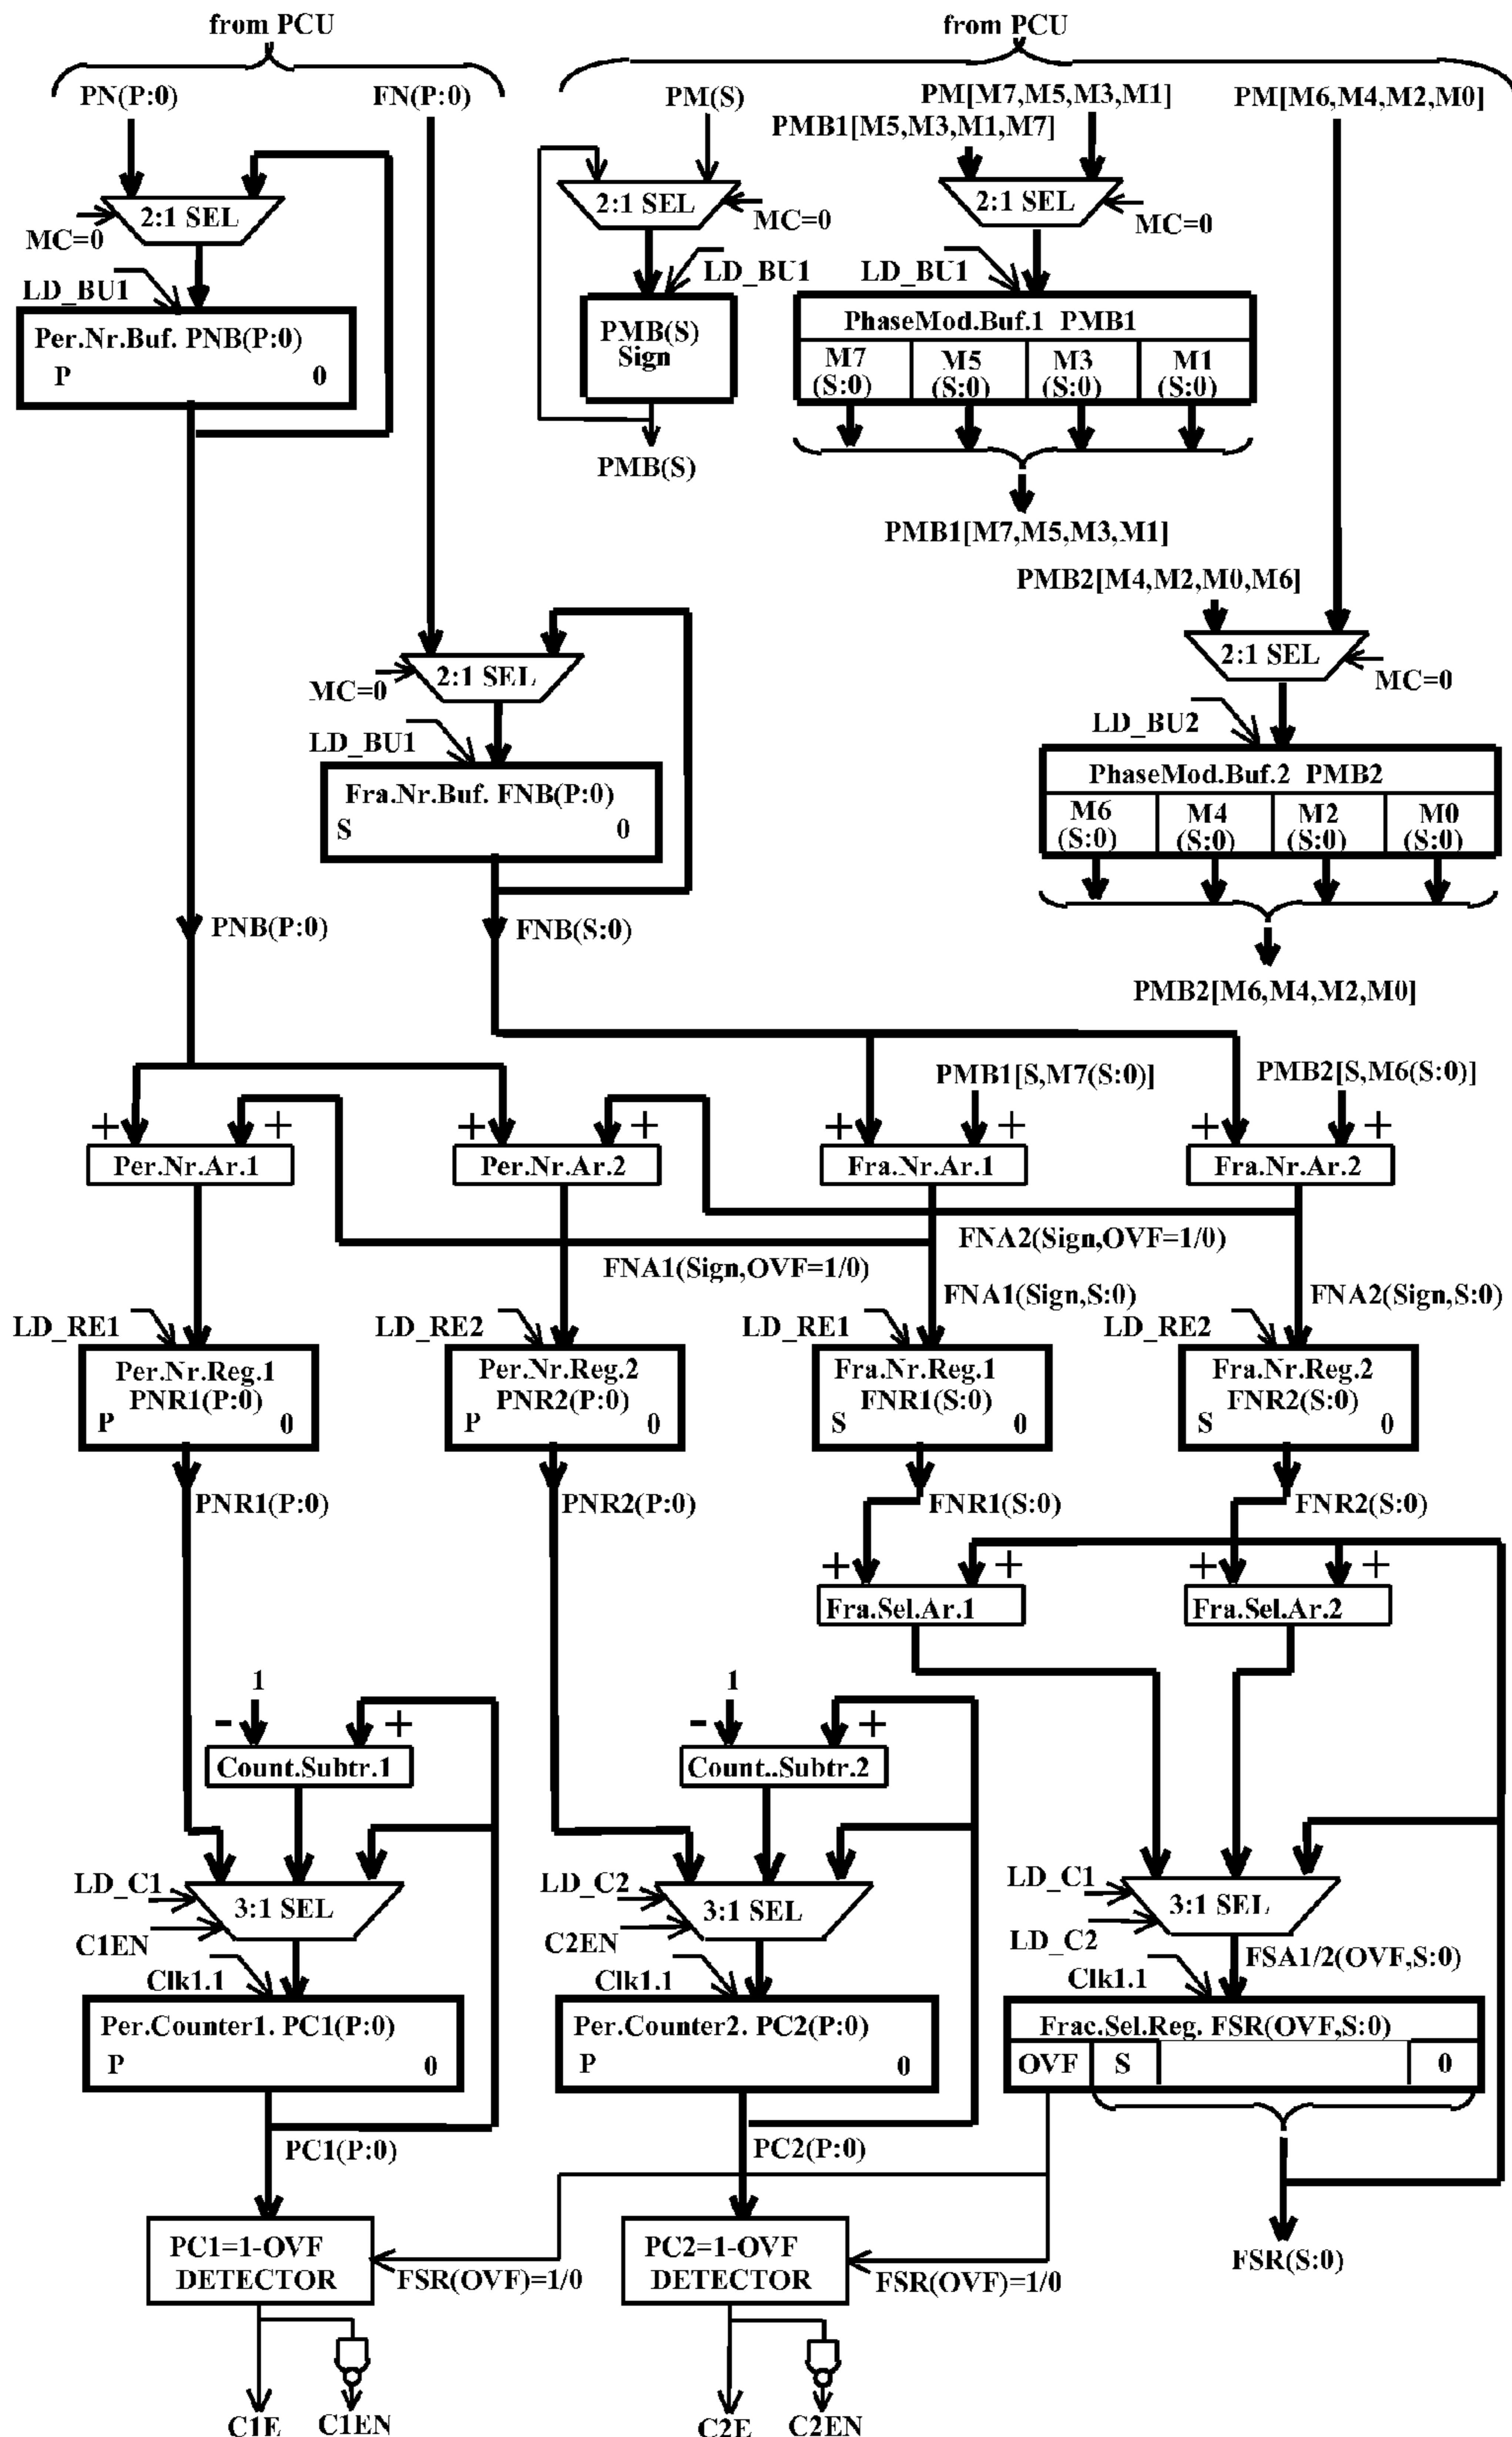 from PCU
from PCU
PN(P:0)
FN(P:0)
PM(S)
PM[M7,M5,M3,M1]
PM[M6,M4,M2,M0]
PMB1[M5,M3,M1,M7]
2:1 SEL
MC=0
2:1 SEL
MC=0
2:1 SEL
MC=0
LD_BU1
LD_BU1
LD_BU1
Per.Nr.Buf. PNB(P:0)
P 0
PMB(S)
Sign
PhaseMod.Buf.1 PMB1
M7 M5 M3 M1
(S:0) (S:0) (S:0) (S:0)
PMB(S)
PMB1[M7,M5,M3,M1]
PMB2[M4,M2,M0,M6]
2:1 SEL
MC=0
2:1 SEL
MC=0
LD_BU1
LD_BU2
Fra.Nr.Buf. FNB(P:0)
S 0
PhaseMod.Buf.2 PMB2
M6 M4 M2 M0
(S:0) (S:0) (S:0) (S:0)
PNB(P:0)
FNB(S:0)
PMB2[M6,M4,M2,M0]
PMB1[S,M7(S:0)]
PMB2[S,M6(S:0)]
+ +
+ +
+ +
+ +
Per.Nr.Ar.1
Per.Nr.Ar.2
Fra.Nr.Ar.1
Fra.Nr.Ar.2
FNA2(Sign,OVF=1/0)
FNA1(Sign,OVF=1/0)
FNA1(Sign,S:0)
FNA2(Sign,S:0)
LD_RE1
LD_RE2
LD_RE1
LD_RE2
Per.Nr.Reg.1
PNR1(P:0)
P 0
Per.Nr.Reg.2
PNR2(P:0)
P 0
Fra.Nr.Reg.1
FNR1(S:0)
S 0
Fra.Nr.Reg.2
FNR2(S:0)
S 0
PNR1(P:0)
PNR2(P:0)
FNR1(S:0)
FNR2(S:0)
+ +
+ +
Fra.Sel.Ar.1
Fra.Sel.Ar.2
1
1
- +
- +
Count.Subtr.1
Count..Subtr.2
LD_C1
3:1 SEL
C1EN
LD_C2
3:1 SEL
C2EN
LD_C1
3:1 SEL
LD_C2
FSA1/2(OVF,S:0)
Clk1.1
Clk1.1
Clk1.1
Per.Counter1. PC1(P:0)
P 0
Per.Counter2. PC2(P:0)
P 0
Frac.Sel.Reg. FSR(OVF,S:0)
OVF S 0
PC1(P:0)
PC2(P:0)
PC1=1-OVF
DETECTOR
FSR(OVF)=1/0
PC2=1-OVF
DETECTOR
FSR(OVF)=1/0
FSR(S:0)
C1E
C1EN
C2E
C2EN